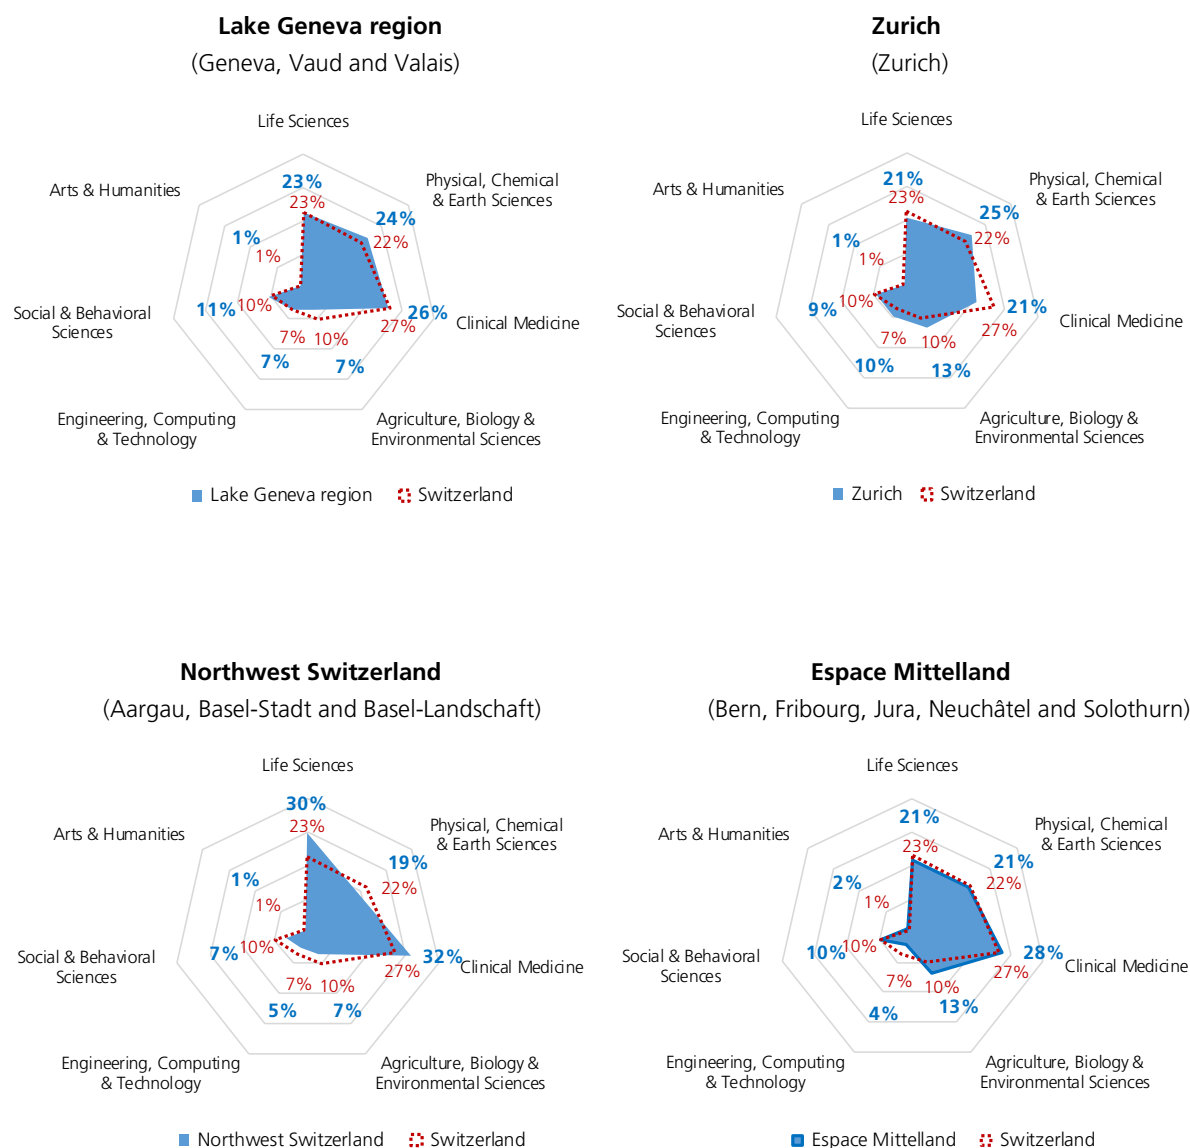 Lake Geneva region
(Geneva, Vaud and Valais)
Life Sciences
Arts & Humanities
Physical, Chemical
& Earth Sciences
23%
23%
24%
22%
1%
1%
Social & Behavioral
Sciences
11%
10%
26%
27%
Clinical Medicine
7%
10%
7%
7%
Engineering, Computing
& Technology
Agriculture, Biology &
Environmental Sciences
Lake Geneva region
Switzerland
Zurich
(Zurich)
Life Sciences
Arts & Humanities
Physical, Chemical
& Earth Sciences
21%
23%
25%
22%
1%
1%
Social & Behavioral
Sciences
9%
10%
21%
27%
Clinical Medicine
7%
10%
10%
13%
Engineering, Computing
& Technology
Agriculture, Biology &
Environmental Sciences
Zurich
Switzerland
Northwest Switzerland
(Aargau, Basel-Stadt and Basel-Landschaft)
Life Sciences
Arts & Humanities
Physical, Chemical
& Earth Sciences
30%
23%
19%
22%
1%
1%
Social & Behavioral
Sciences
7%
10%
32%
27%
Clinical Medicine
7%
10%
5%
7%
Engineering, Computing
& Technology
Agriculture, Biology &
Environmental Sciences
Northwest Switzerland
Switzerland
Espace Mittelland
(Bern, Fribourg, Jura, Neuchâtel and Solothurn)
Life Sciences
Arts & Humanities
Physical, Chemical
& Earth Sciences
21%
23%
21%
22%
2%
1%
Social & Behavioral
Sciences
10%
10%
28%
27%
Clinical Medicine
7%
10%
4%
13%
Engineering, Computing
& Technology
Agriculture, Biology &
Environmental Sciences
Espace Mittelland
Switzerland